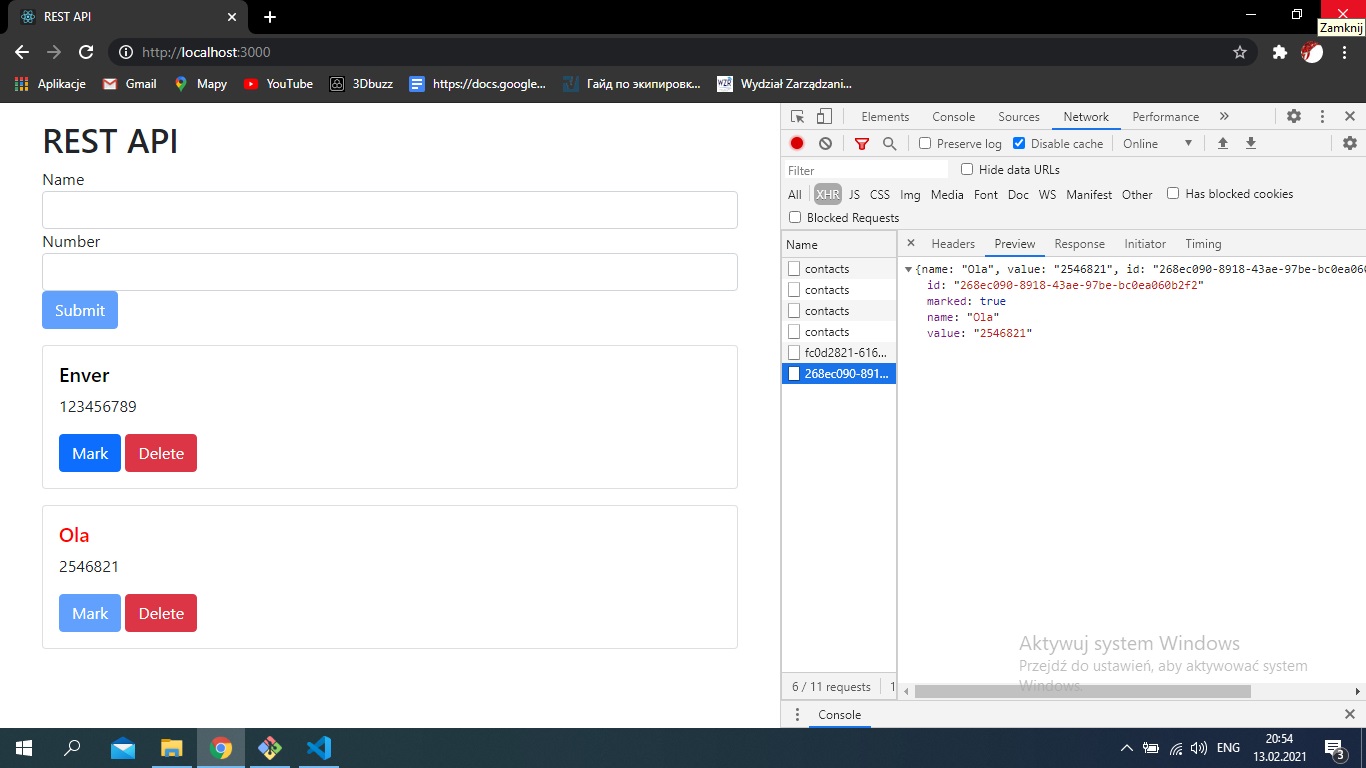 REST API
Zamknij
http://localhost:3000
Aplikacje Gmail Mapy YouTube 3Dbuzz https://docs.google... Гайд по экипировк... Wydział Zarządzani...
REST API
Name
Number
Submit
Enver
123456789
Mark Delete
Ola
2546821
Mark Delete
Elements Console Sources Network Performance
Preserve log Disable cache Online
Filter Hide data URLs
All XHR JS CSS Img Media Font Doc WS Manifest Other Has blocked cookies
Blocked Requests
Name
contacts
contacts
contacts
contacts
fc0d2821-616...
268ec090-891...
6 / 11 requests 1
Headers Preview Response Initiator Timing
{name: "Ola", value: "2546821", id: "268ec090-8918-43ae-97be-bc0ea060
id: "268ec090-8918-43ae-97be-bc0ea060b2f2"
marked: true
name: "Ola"
value: "2546821"
Aktywuj system Windows
Przejdź do ustawień, aby aktywować system
Windows.
Console
ENG
20:54
13.02.2021
3